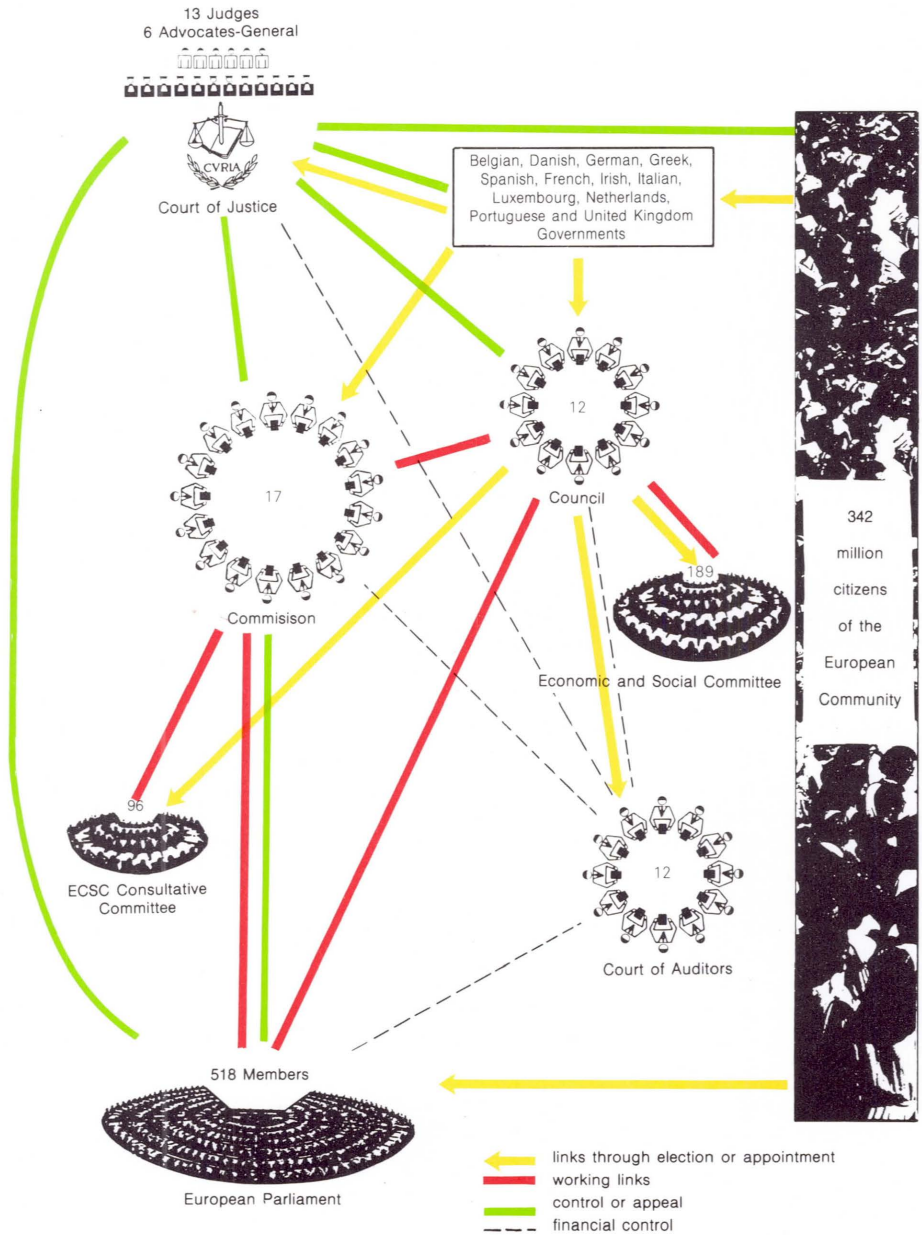 13 Judges
6 Advocates-General
CVRIA
Court of Justice
Belgian, Danish, German, Greek,
Spanish, French, Irish, Italian,
Luxembourg, Netherlands,
Portuguese and United Kingdom
Governments
12
Council
17
Commisison
342
million
citizens
of the
European
Community
189
Economic and Social Committee
96
ECSC Consultative
Committee
12
Court of Auditors
518 Members
European Parliament
links through election or appointment
working links
control or appeal
financial control